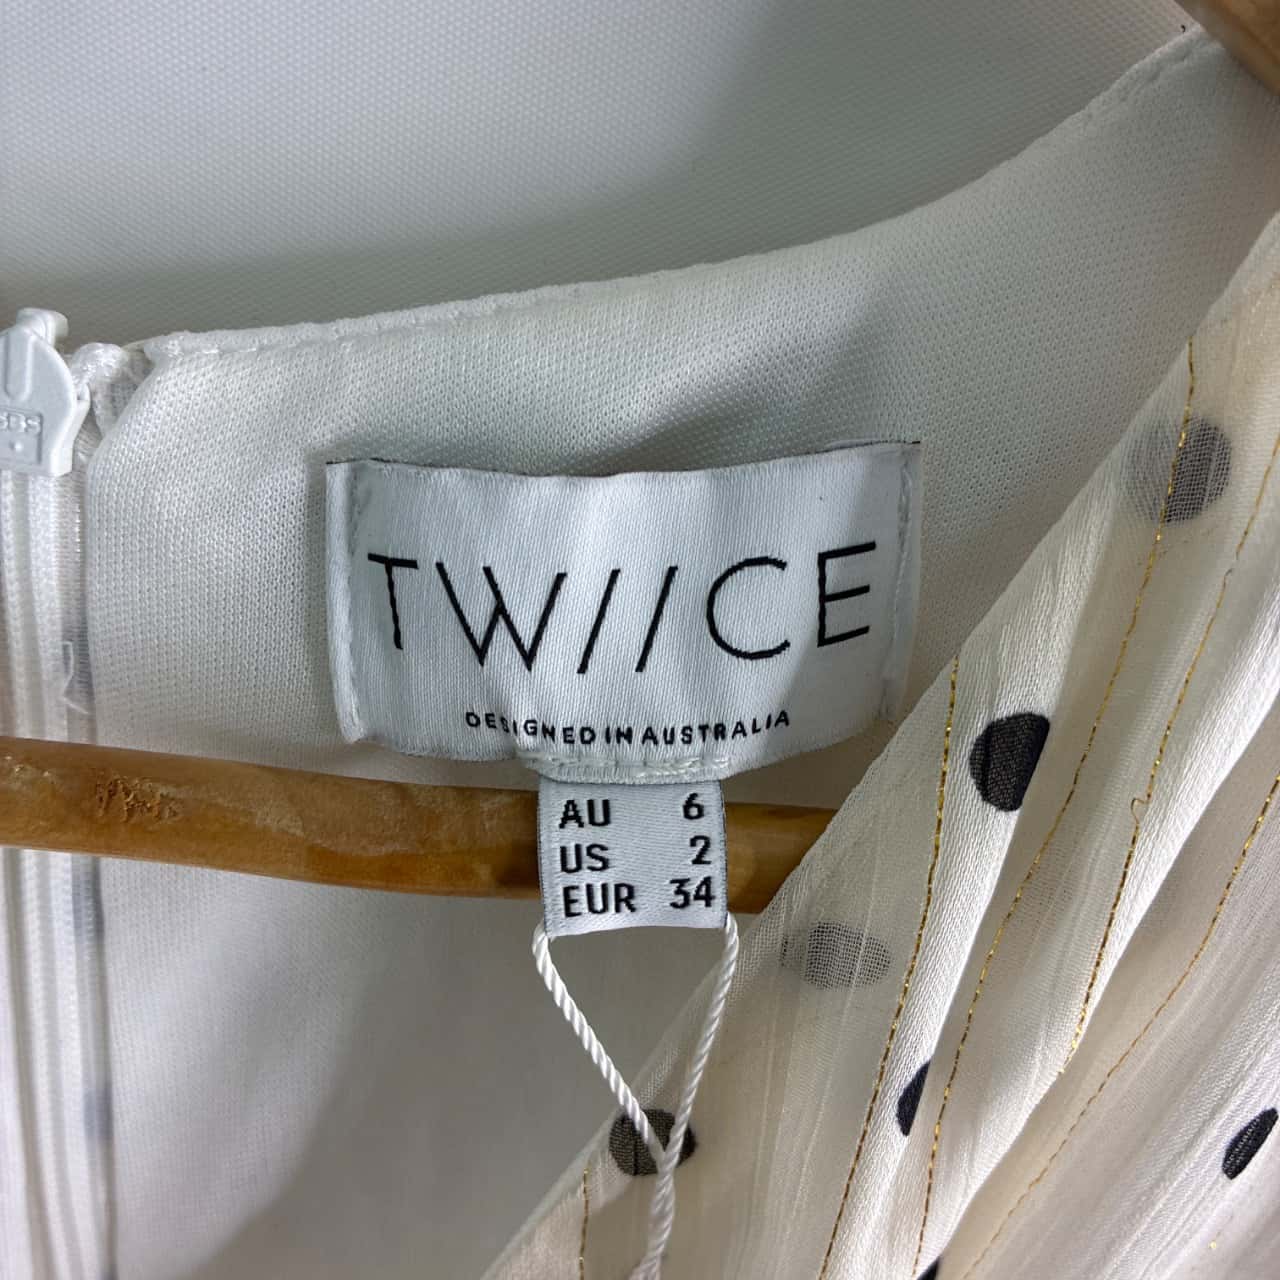 TW//CE
DESIGNED IN AUSTRALIA
AU 6
US 2
EUR 34